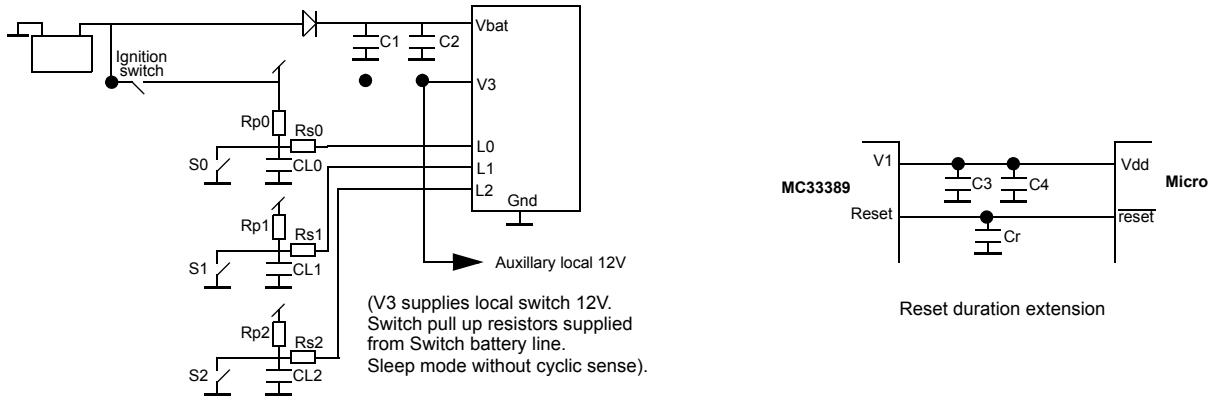 Vbat
C1
C2
Ignition
switch
V3
Rp0
Rs0
S0
CL0
L0
L1
L2
Gnd
Rp1
Rs1
S1
CL1
Auxillary local 12V
Rp2
Rs2
S2
CL2
(V3 supplies local switch 12V.
Switch pull up resistors supplied
from Switch battery line.
Sleep mode without cyclic sense).
V1
Vdd
C3
C4
MC33389
Micro
Reset
reset
Cr
Reset duration extension